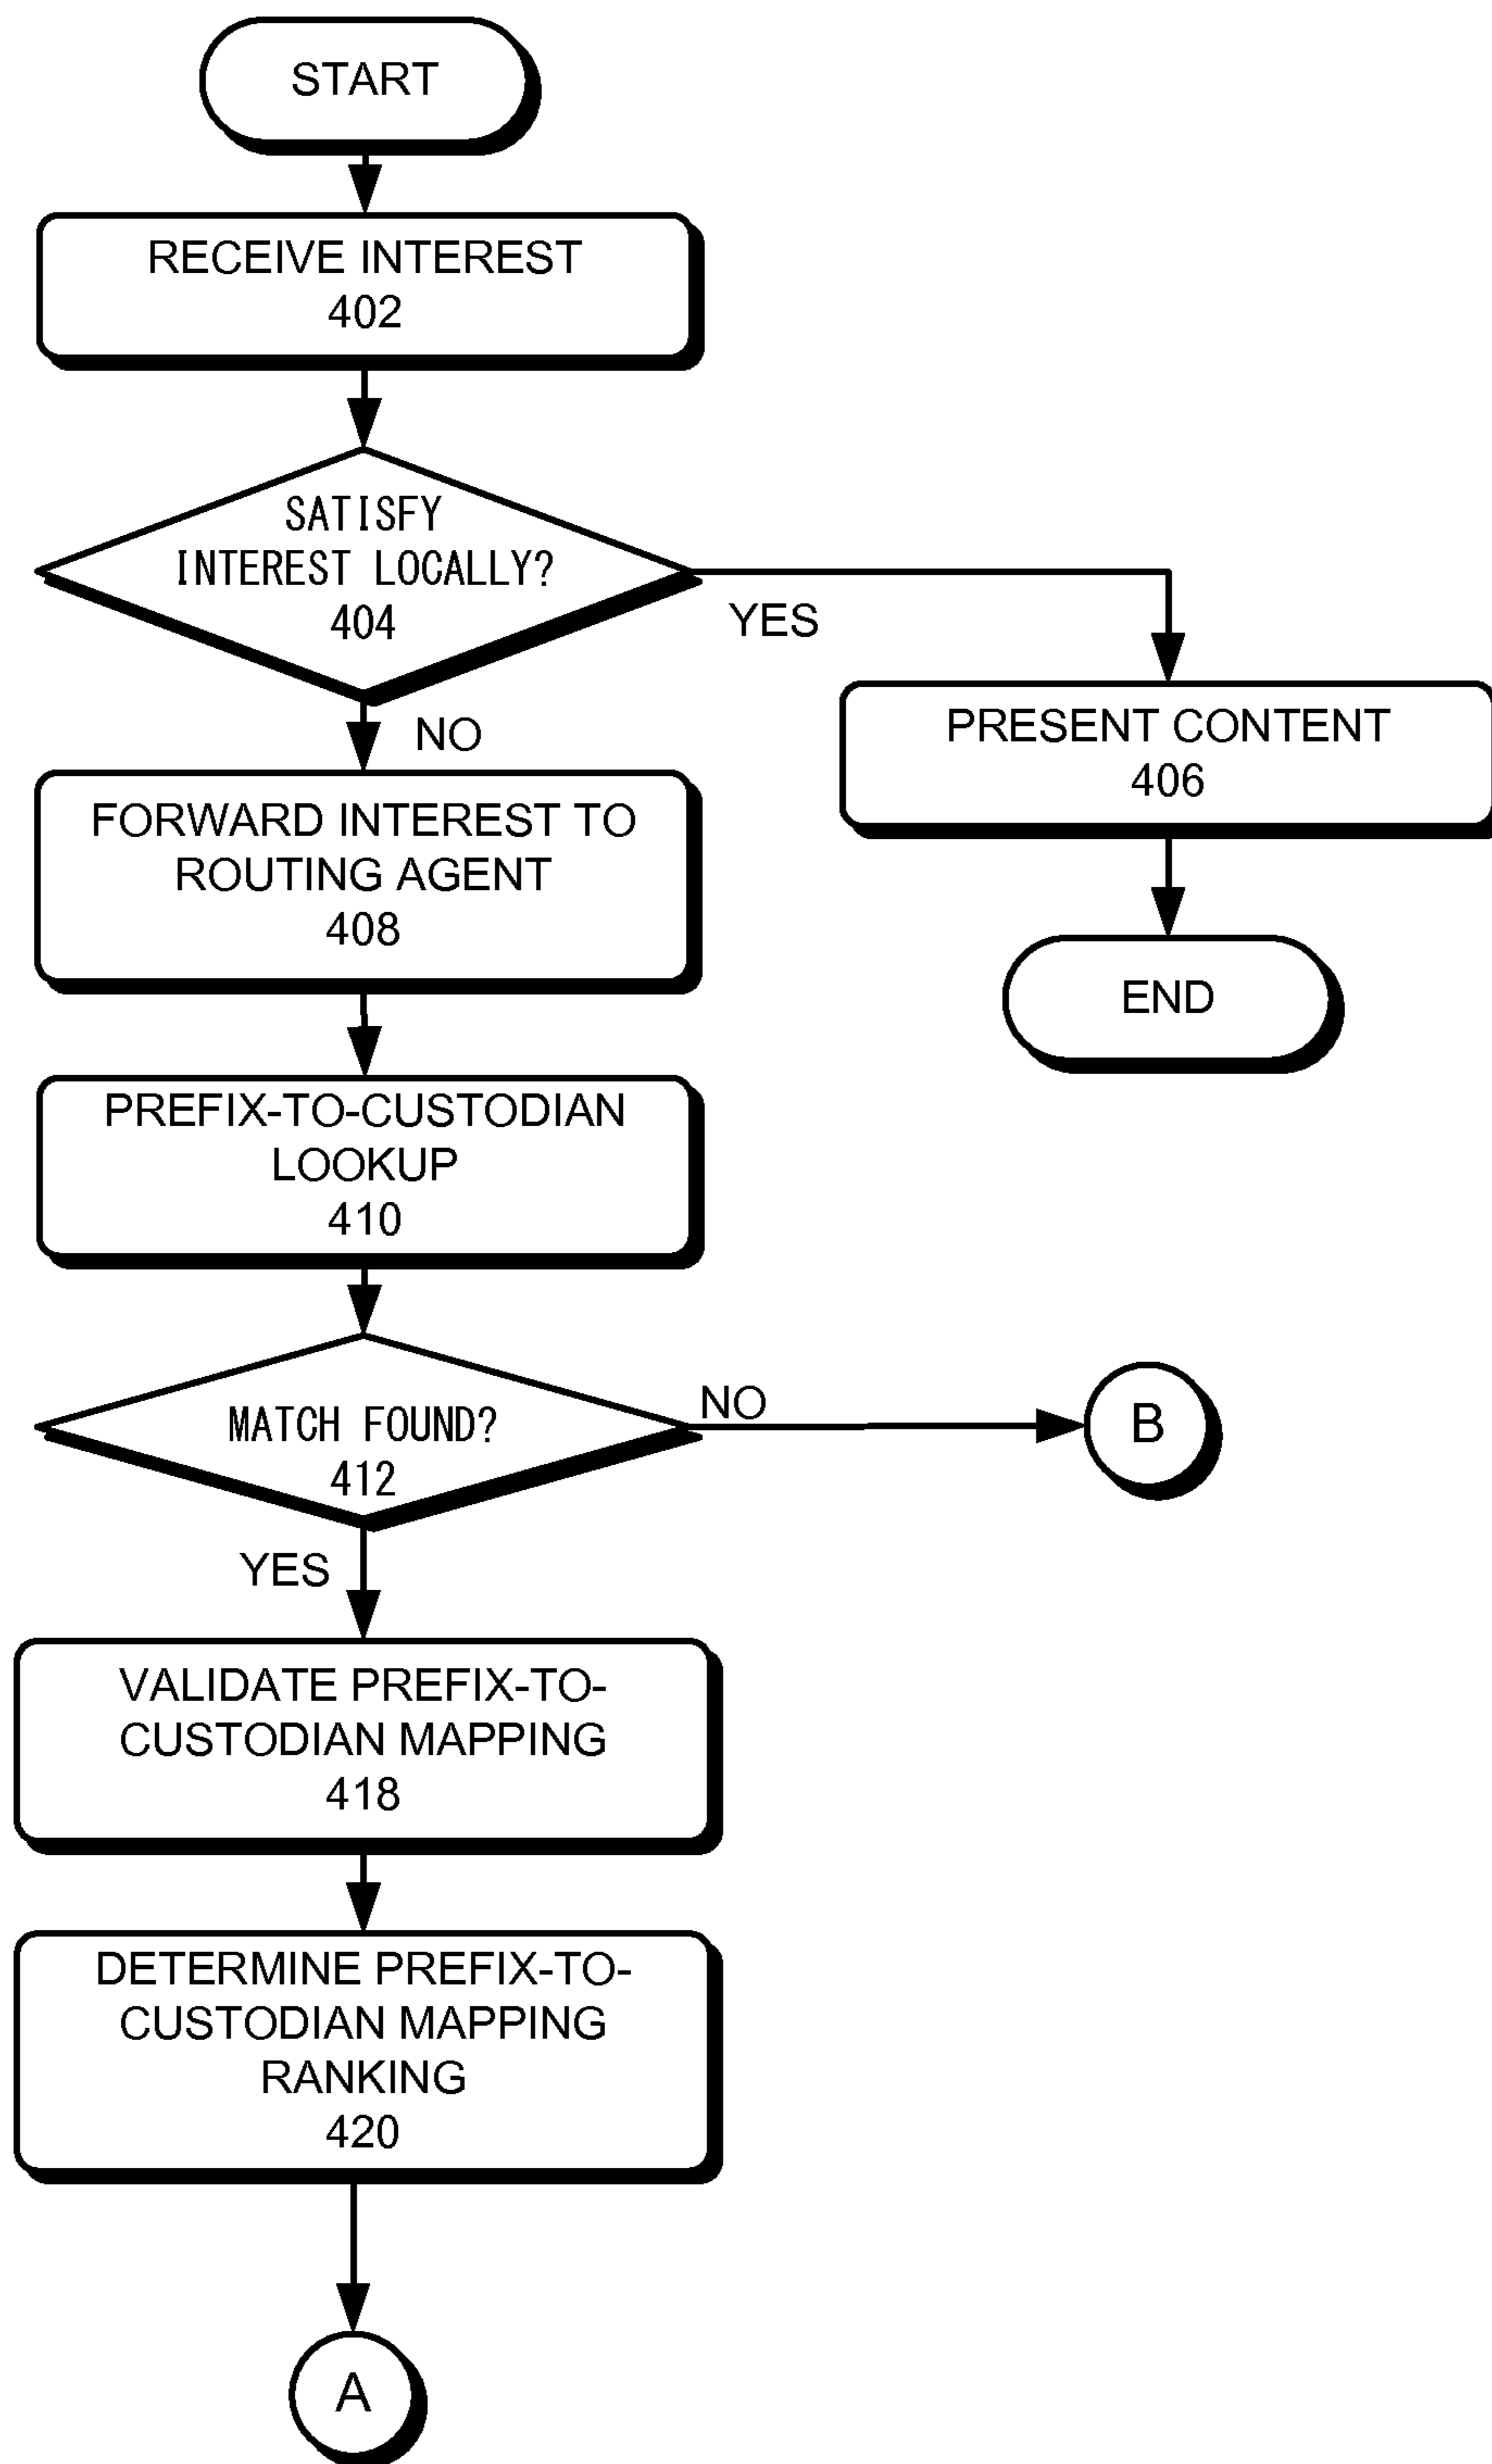 START
RECEIVE INTEREST
402
SATISFY
INTEREST LOCALLY?
404
YES
NO
PRESENT CONTENT
406
FORWARD INTEREST TO
ROUTING AGENT
408
END
PREFIX-TO-CUSTODIAN
LOOKUP
410
MATCH FOUND?
412
NO
B
YES
VALIDATE PREFIX-TO-
CUSTODIAN MAPPING
418
DETERMINE PREFIX-TO-
CUSTODIAN MAPPING
RANKING
420
A